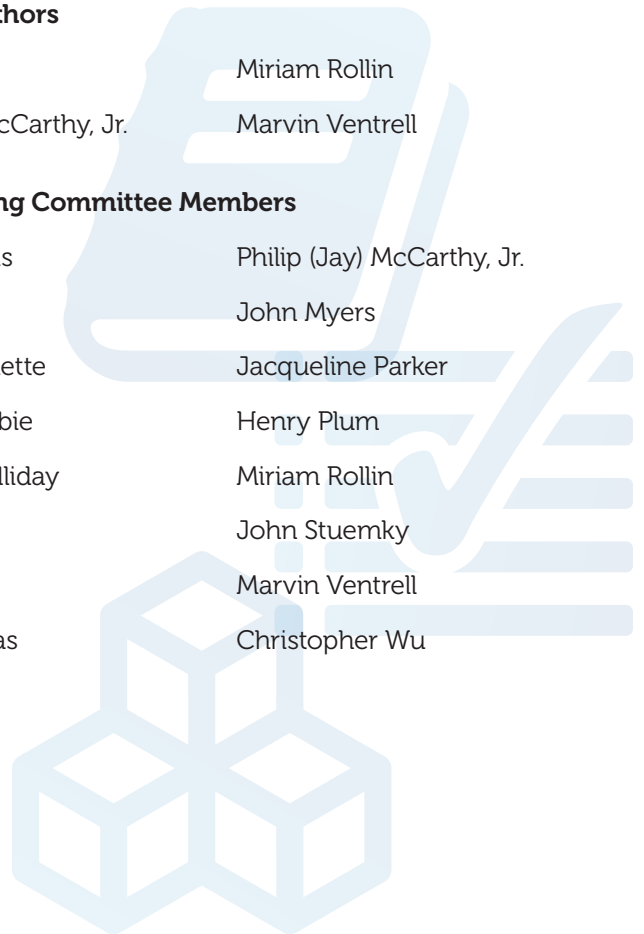 thors
Miriam Rollin
cCarthy, Jr. Marvin Ventrell
ng Committee Members
s Philip (Jay) McCarthy, Jr.
John Myers
ette Jacqueline Parker
bie Henry Plum
lliday Miriam Rollin
John Stuemky
Marvin Ventrell
as Christopher Wu